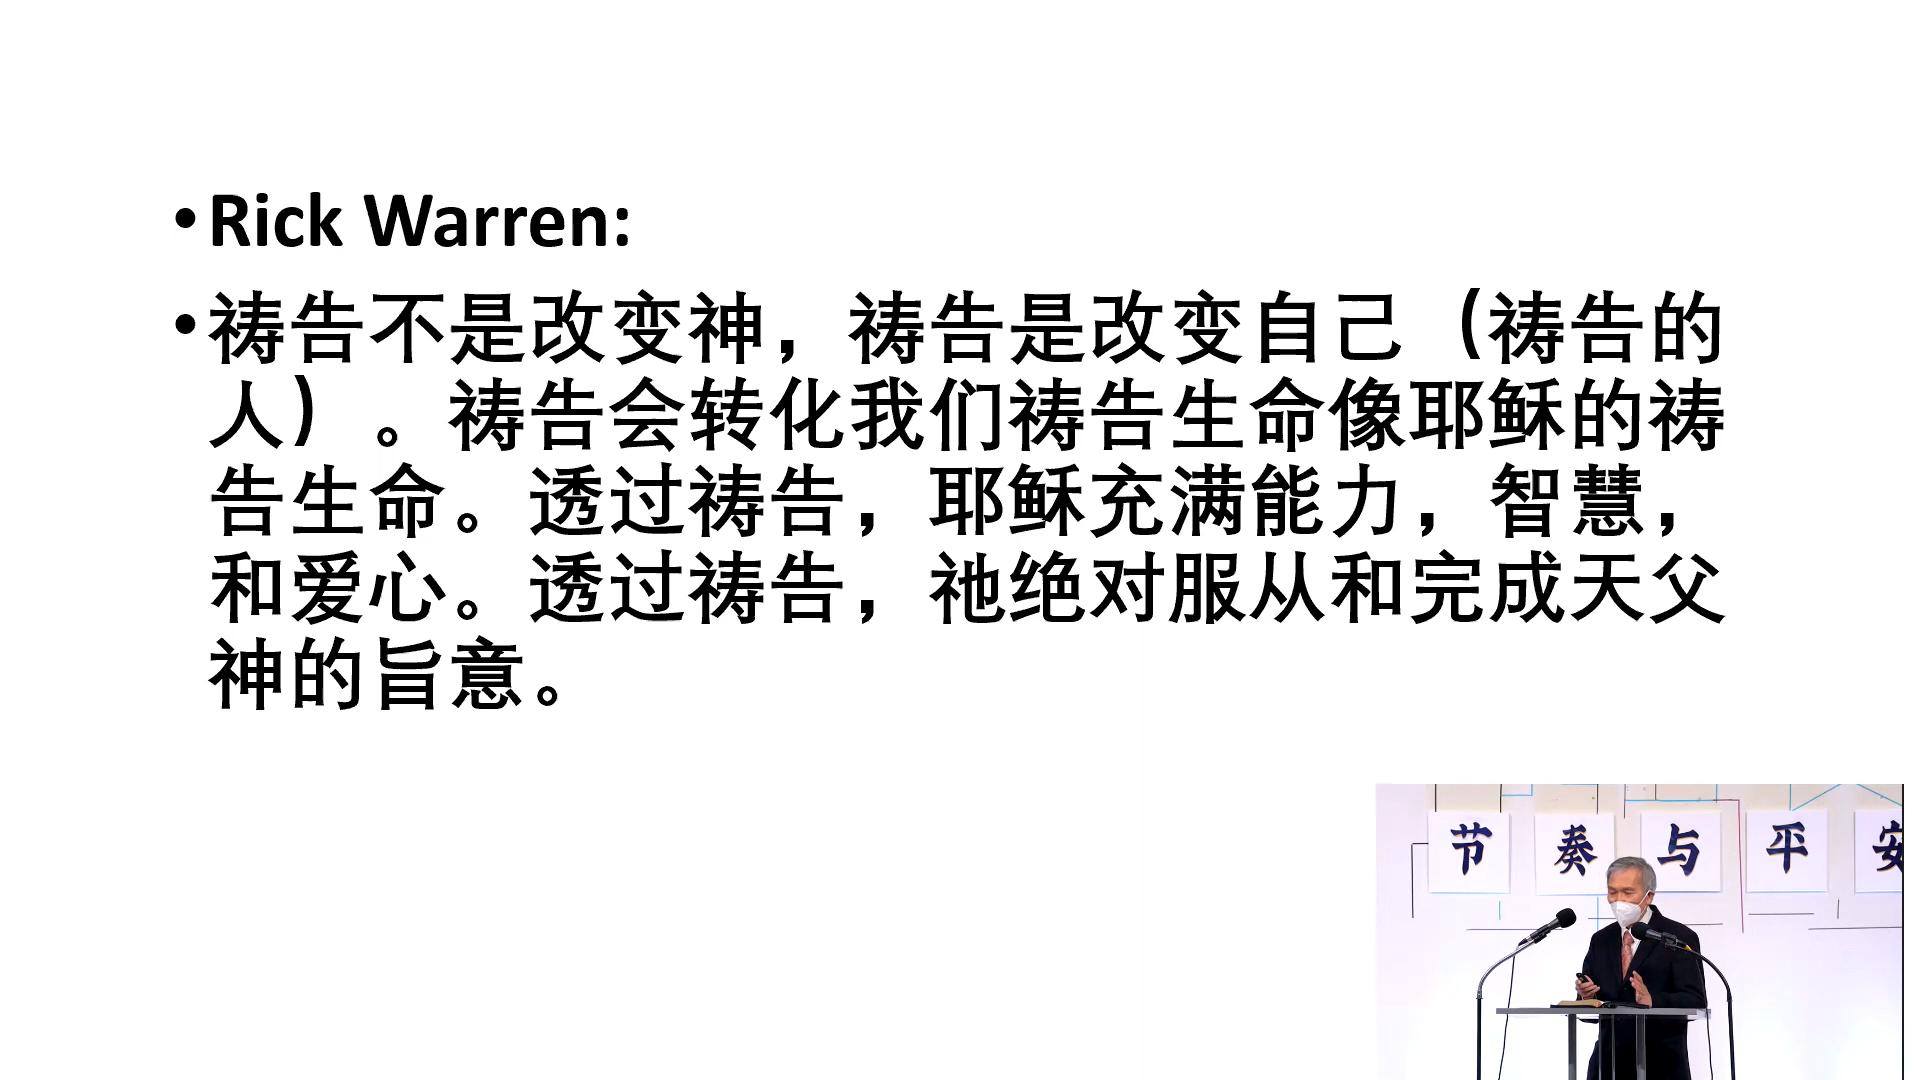 •Rick Warren:
•祷告不是改变神，祷告是改变自己（祷告的
人）。祷告会转化我们祷告生命像耶稣的祷
告生命。透过祷告，耶稣充满能力，智慧，
和爱心。透过祷告，祂绝对服从和完成天父
神的旨意。
节奏与平安